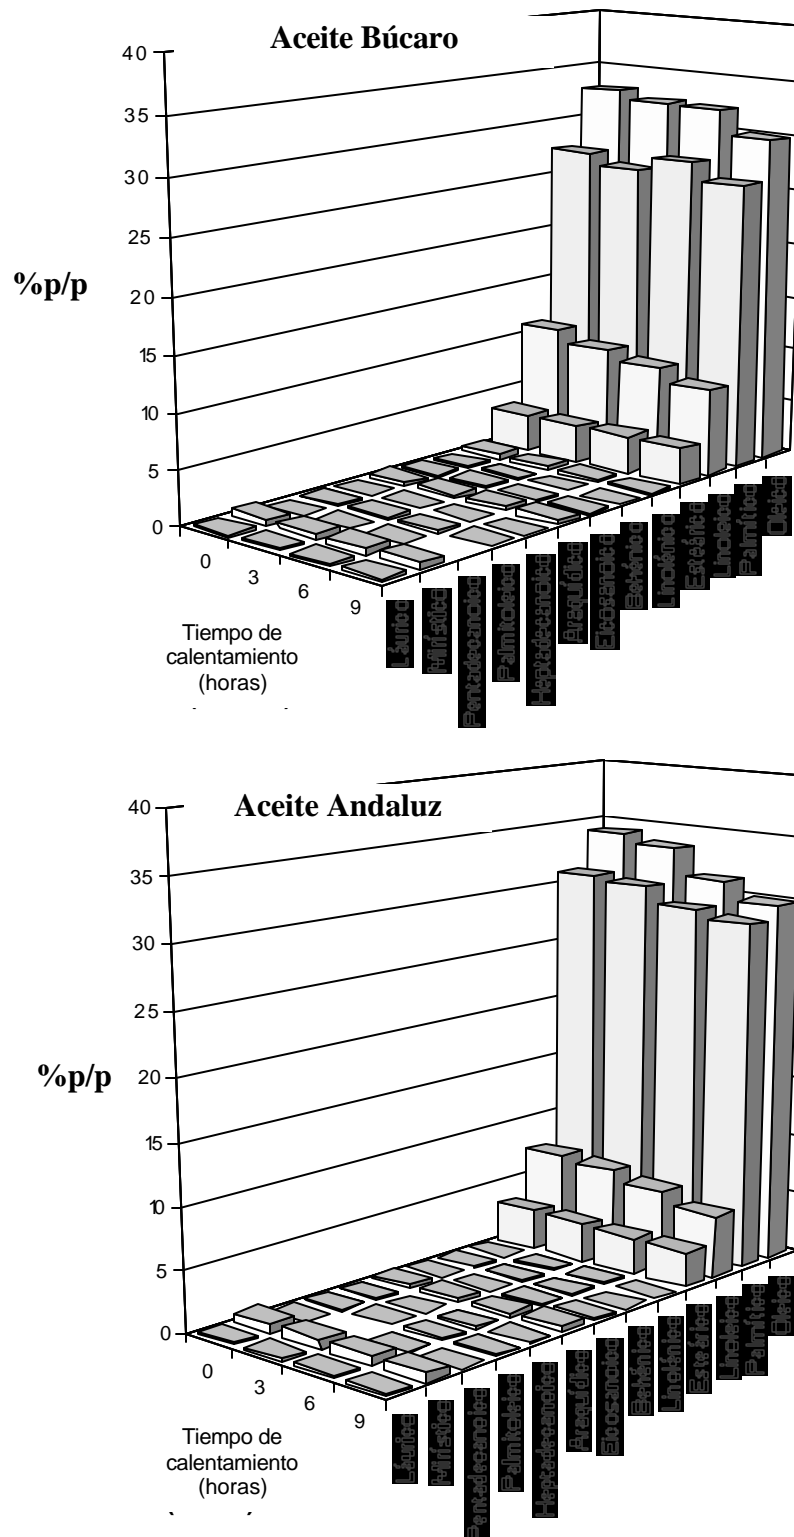 Aceite Búcaro
40
35
30
25
20
15
10
5
0
%p/p
0
3
6
9
Tiempo de
calentamiento
(horas)
Láurico
Mirístico
Pentadecanoico
Palmitoleico
Heptadecanoico
Araquídico
Eicosanoico
Behénico
Linolénico
Esteárico
Linoleico
Palmítico
Oleico
Aceite Andaluz
40
35
30
25
20
15
10
5
0
%p/p
0
3
6
9
Tiempo de
calentamiento
(horas)
Láurico
Mirístico
Pentadecanoico
Palmitoleico
Heptadecanoico
Araquídico
Eicosanoico
Behénico
Linolénico
Esteárico
Linoleico
Palmítico
Oleico